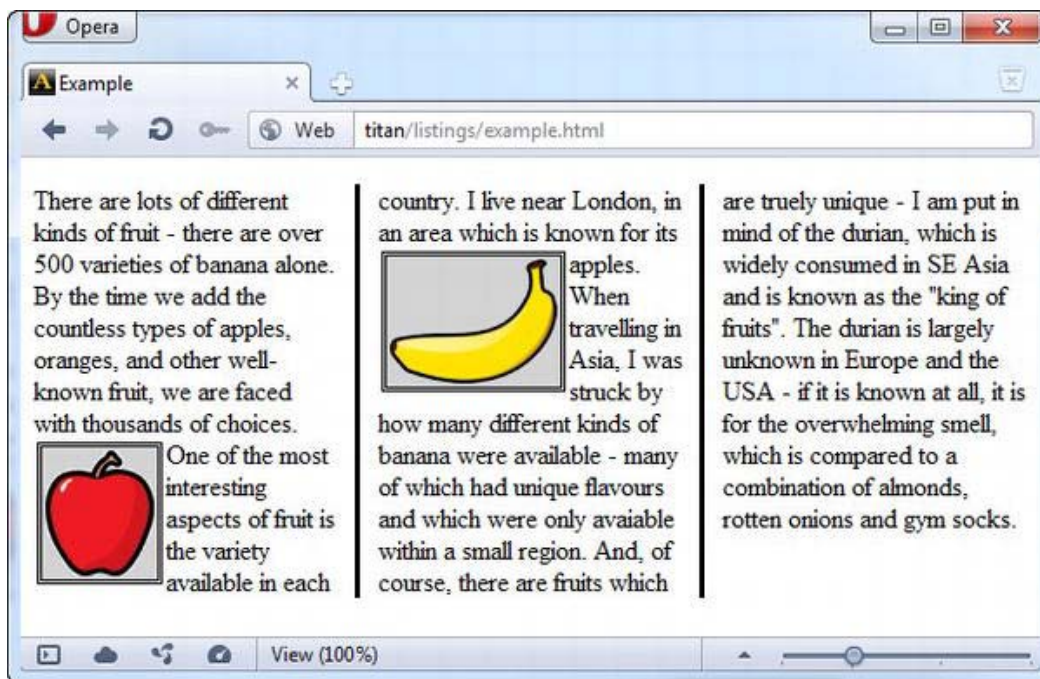 Opera
Example
Web titan/listings/example.html
There are lots of different
kinds of fruit - there are over
500 varieties of banana alone.
By the time we add the
countless types of apples,
oranges, and other well-
known fruit, we are faced
with thousands of choices.
One of the most
interesting
aspects of fruit is
the variety
available in each
country. I live near London, in
an area which is known for its
apples.
When
travelling in
Asia, I was
struck by
how many different kinds of
banana were available - many
of which had unique flavours
and which were only avaiable
within a small region. And, of
course, there are fruits which
are truely unique - I am put in
mind of the durian, which is
widely consumed in SE Asia
and is known as the "king of
fruits". The durian is largely
unknown in Europe and the
USA - if it is known at all, it is
for the overwhelming smell,
which is compared to a
combination of almonds,
rotten onions and gym socks.
View (100%)